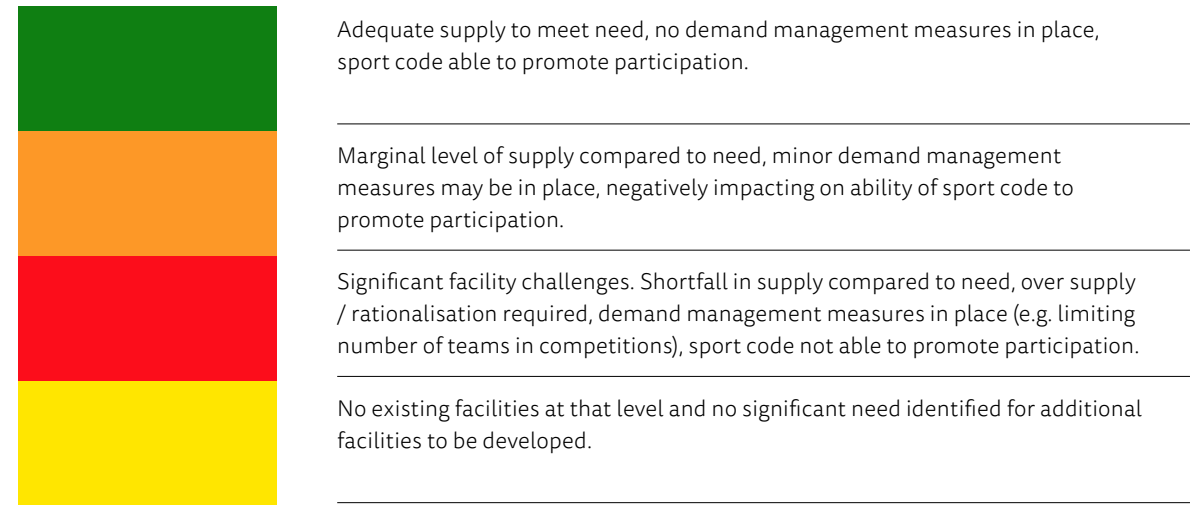 Adequate supply to meet need, no demand management measures in place,
sport code able to promote participation.
Marginal level of supply compared to need, minor demand management
measures may be in place, negatively impacting on ability of sport code to
promote participation.
Significant facility challenges. Shortfall in supply compared to need, over supply
/ rationalisation required, demand management measures in place (e.g. limiting
number of teams in competitions), sport code not able to promote participation.
No existing facilities at that level and no significant need identified for additional
facilities to be developed.